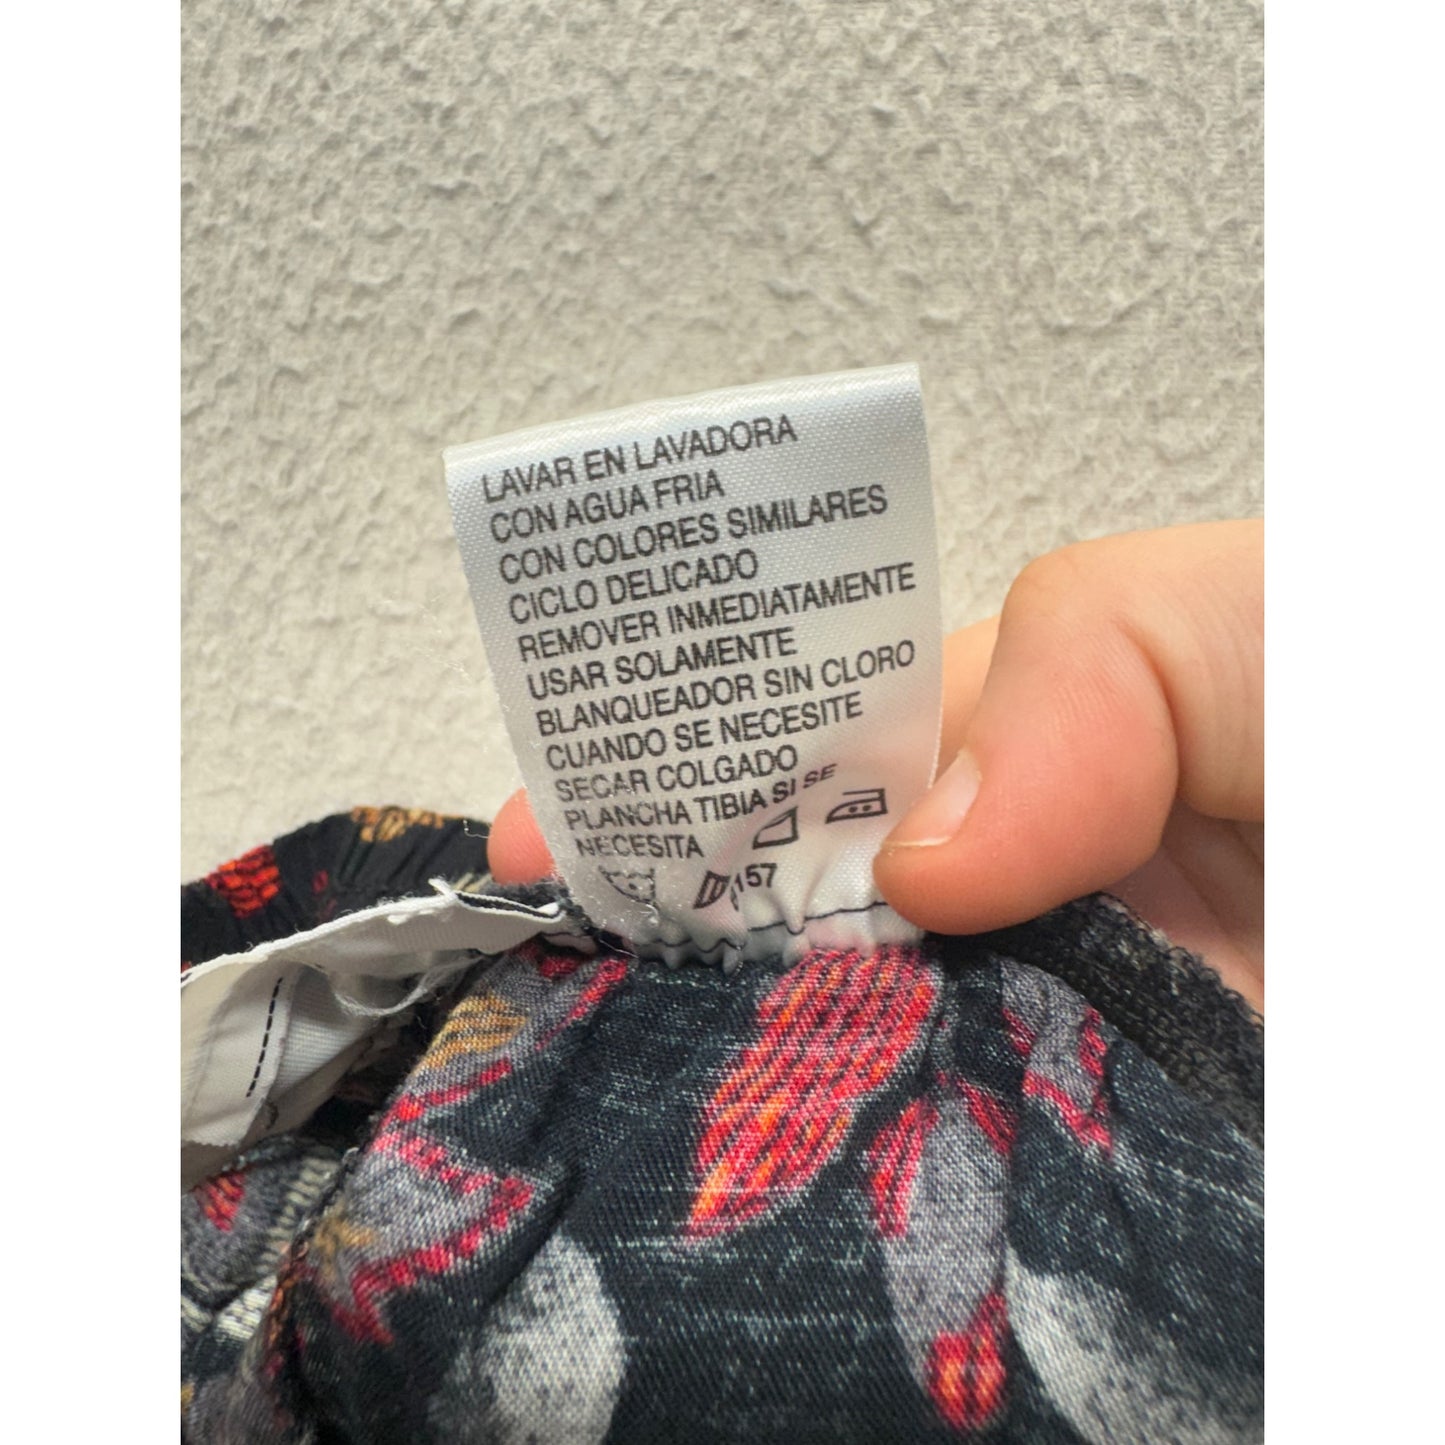 LAVAR EN LAVADORA
CON AGUA FRIA
CON COLORES SIMILARES
CICLO DELICADO
REMOVER INMEDIATAMENTE
USAR SOLAMENTE
BLANQUEADOR SIN CLORO
CUANDO SE NECESITE
SECAR COLGADO
PLANCHA TIBIA SI SE
NECESITA
157